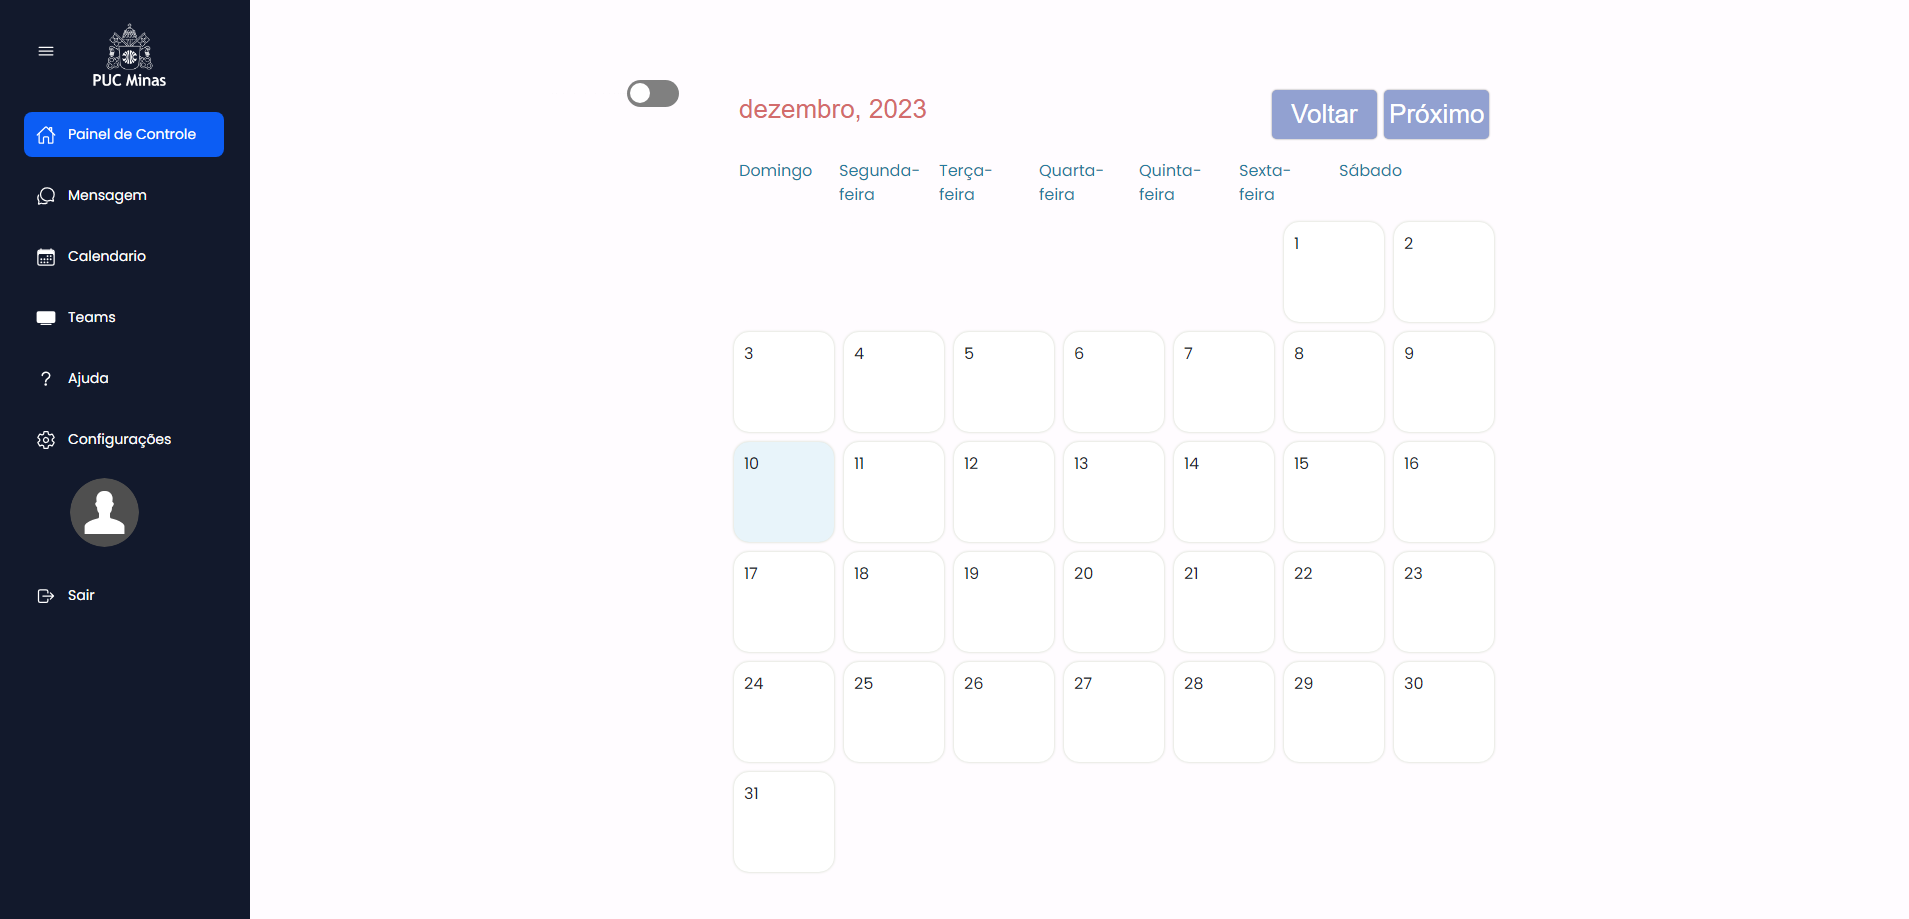 PUC Minas
Painel de Controle
Mensagem
Calendario
Teams
Ajuda
Configurações
Sair
dezembro, 2023
Voltar Próximo
Domingo Segunda-feira Terça-feira Quarta-feira Quinta-feira Sexta-feira Sábado
1 2
3 4 5 6 7 8 9
10 11 12 13 14 15 16
17 18 19 20 21 22 23
24 25 26 27 28 29 30
31